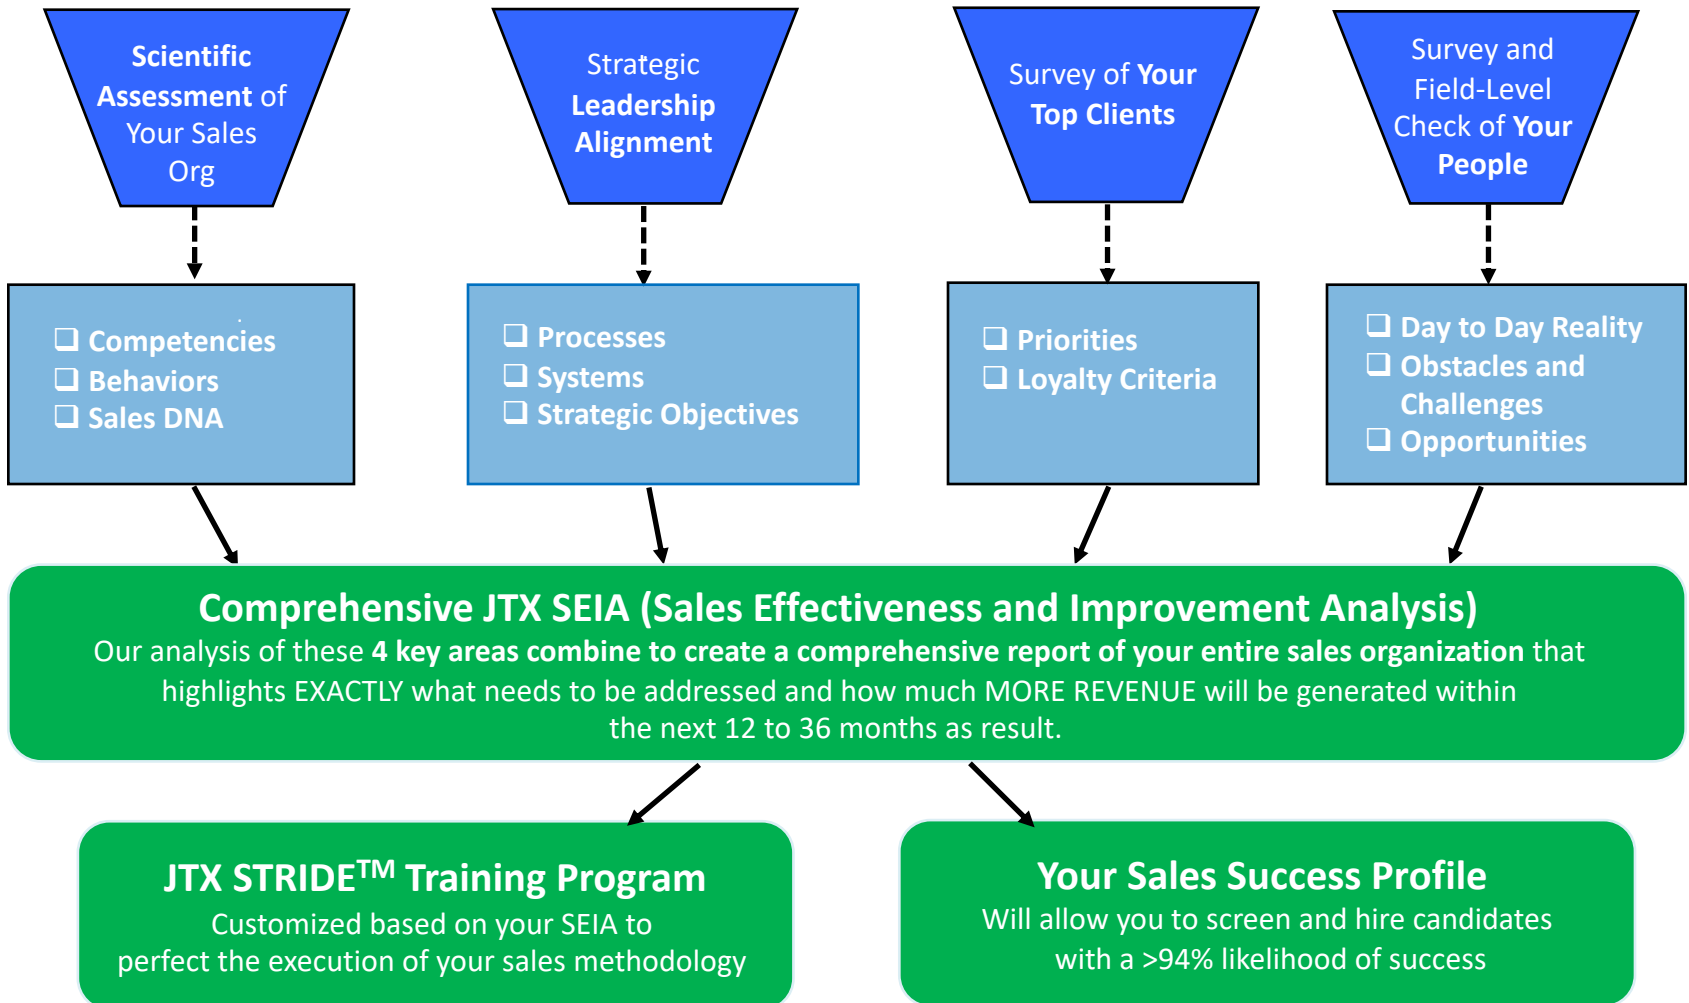 Scientific
Assessment of
Your Sales
Org
Strategic
Leadership
Alignment
Survey of Your
Top Clients
Survey and
Field-Level
Check of Your
People
❑ Competencies
❑ Behaviors
❑ Sales DNA
❑ Processes
❑ Systems
❑ Strategic Objectives
❑ Priorities
❑ Loyalty Criteria
❑ Day to Day Reality
❑ Obstacles and
Challenges
❑ Opportunities
Comprehensive JTX SEIA (Sales Effectiveness and Improvement Analysis)
Our analysis of these 4 key areas combine to create a comprehensive report of your entire sales organization that
highlights EXACTLY what needs to be addressed and how much MORE REVENUE will be generated within
the next 12 to 36 months as result.
JTX STRIDE™ Training Program
Customized based on your SEIA to
perfect the execution of your sales methodology
Your Sales Success Profile
Will allow you to screen and hire candidates
with a >94% likelihood of success